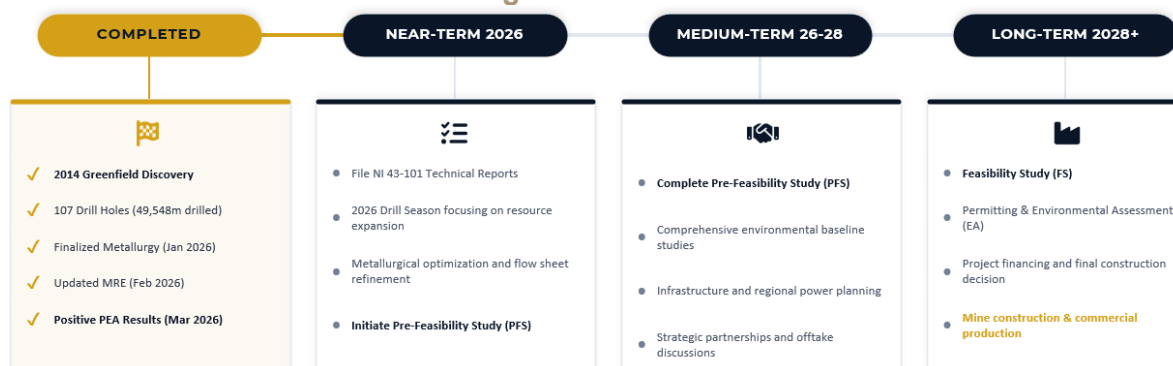 COMPLETED
2014 Greenfield Discovery
107 Drill Holes (49,548m drilled)
Finalized Metallurgy (Jan 2026)
Updated MRE (Feb 2026)
Positive PEA Results (Mar 2026)
NEAR-TERM 2026
File NI 43-101 Technical Reports
2026 Drill Season focusing on resource
expansion
Metallurgical optimization and flow sheet
refinement
Initiate Pre-Feasibility Study (PFS)
MEDIUM-TERM 26-28
Complete Pre-Feasibility Study (PFS)
Comprehensive environmental baseline
studies
Infrastructure and regional power planning
Strategic partnerships and offtake
discussions
LONG-TERM 2028+
Feasibility Study (FS)
Permitting & Environmental Assessment
(EA)
Project financing and final construction
decision
Mine construction & commercial
production